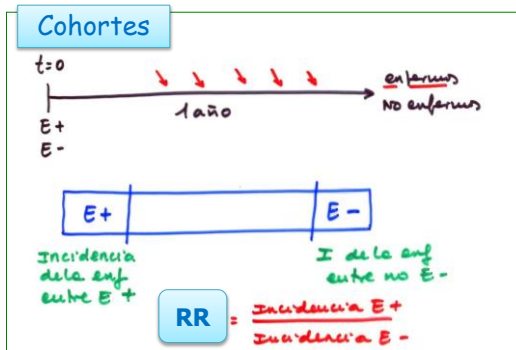 Cohortes
t=0
enfermos
1 año
No enfermos
E+
E-
E+
E-
Incidencia
de la enf
entre E+
I de la enf
entre no E-
RR = Incidencia E+
Incidencia E-